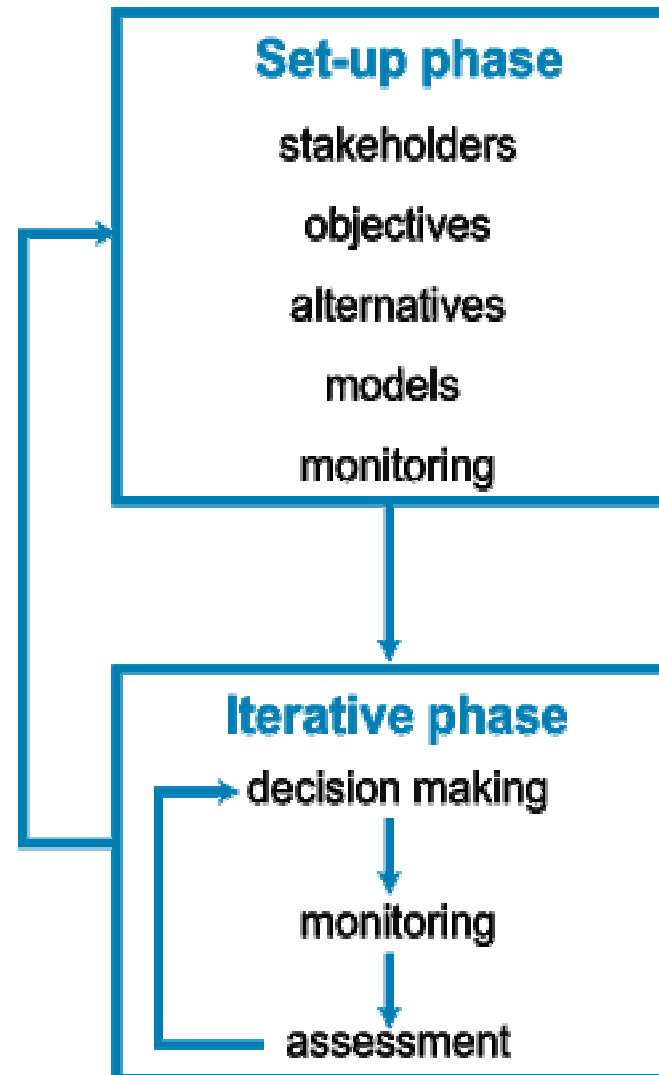 Set-up phase
stakeholders
objectives
alternatives
models
monitoring
Iterative phase
decision making
monitoring
assessment